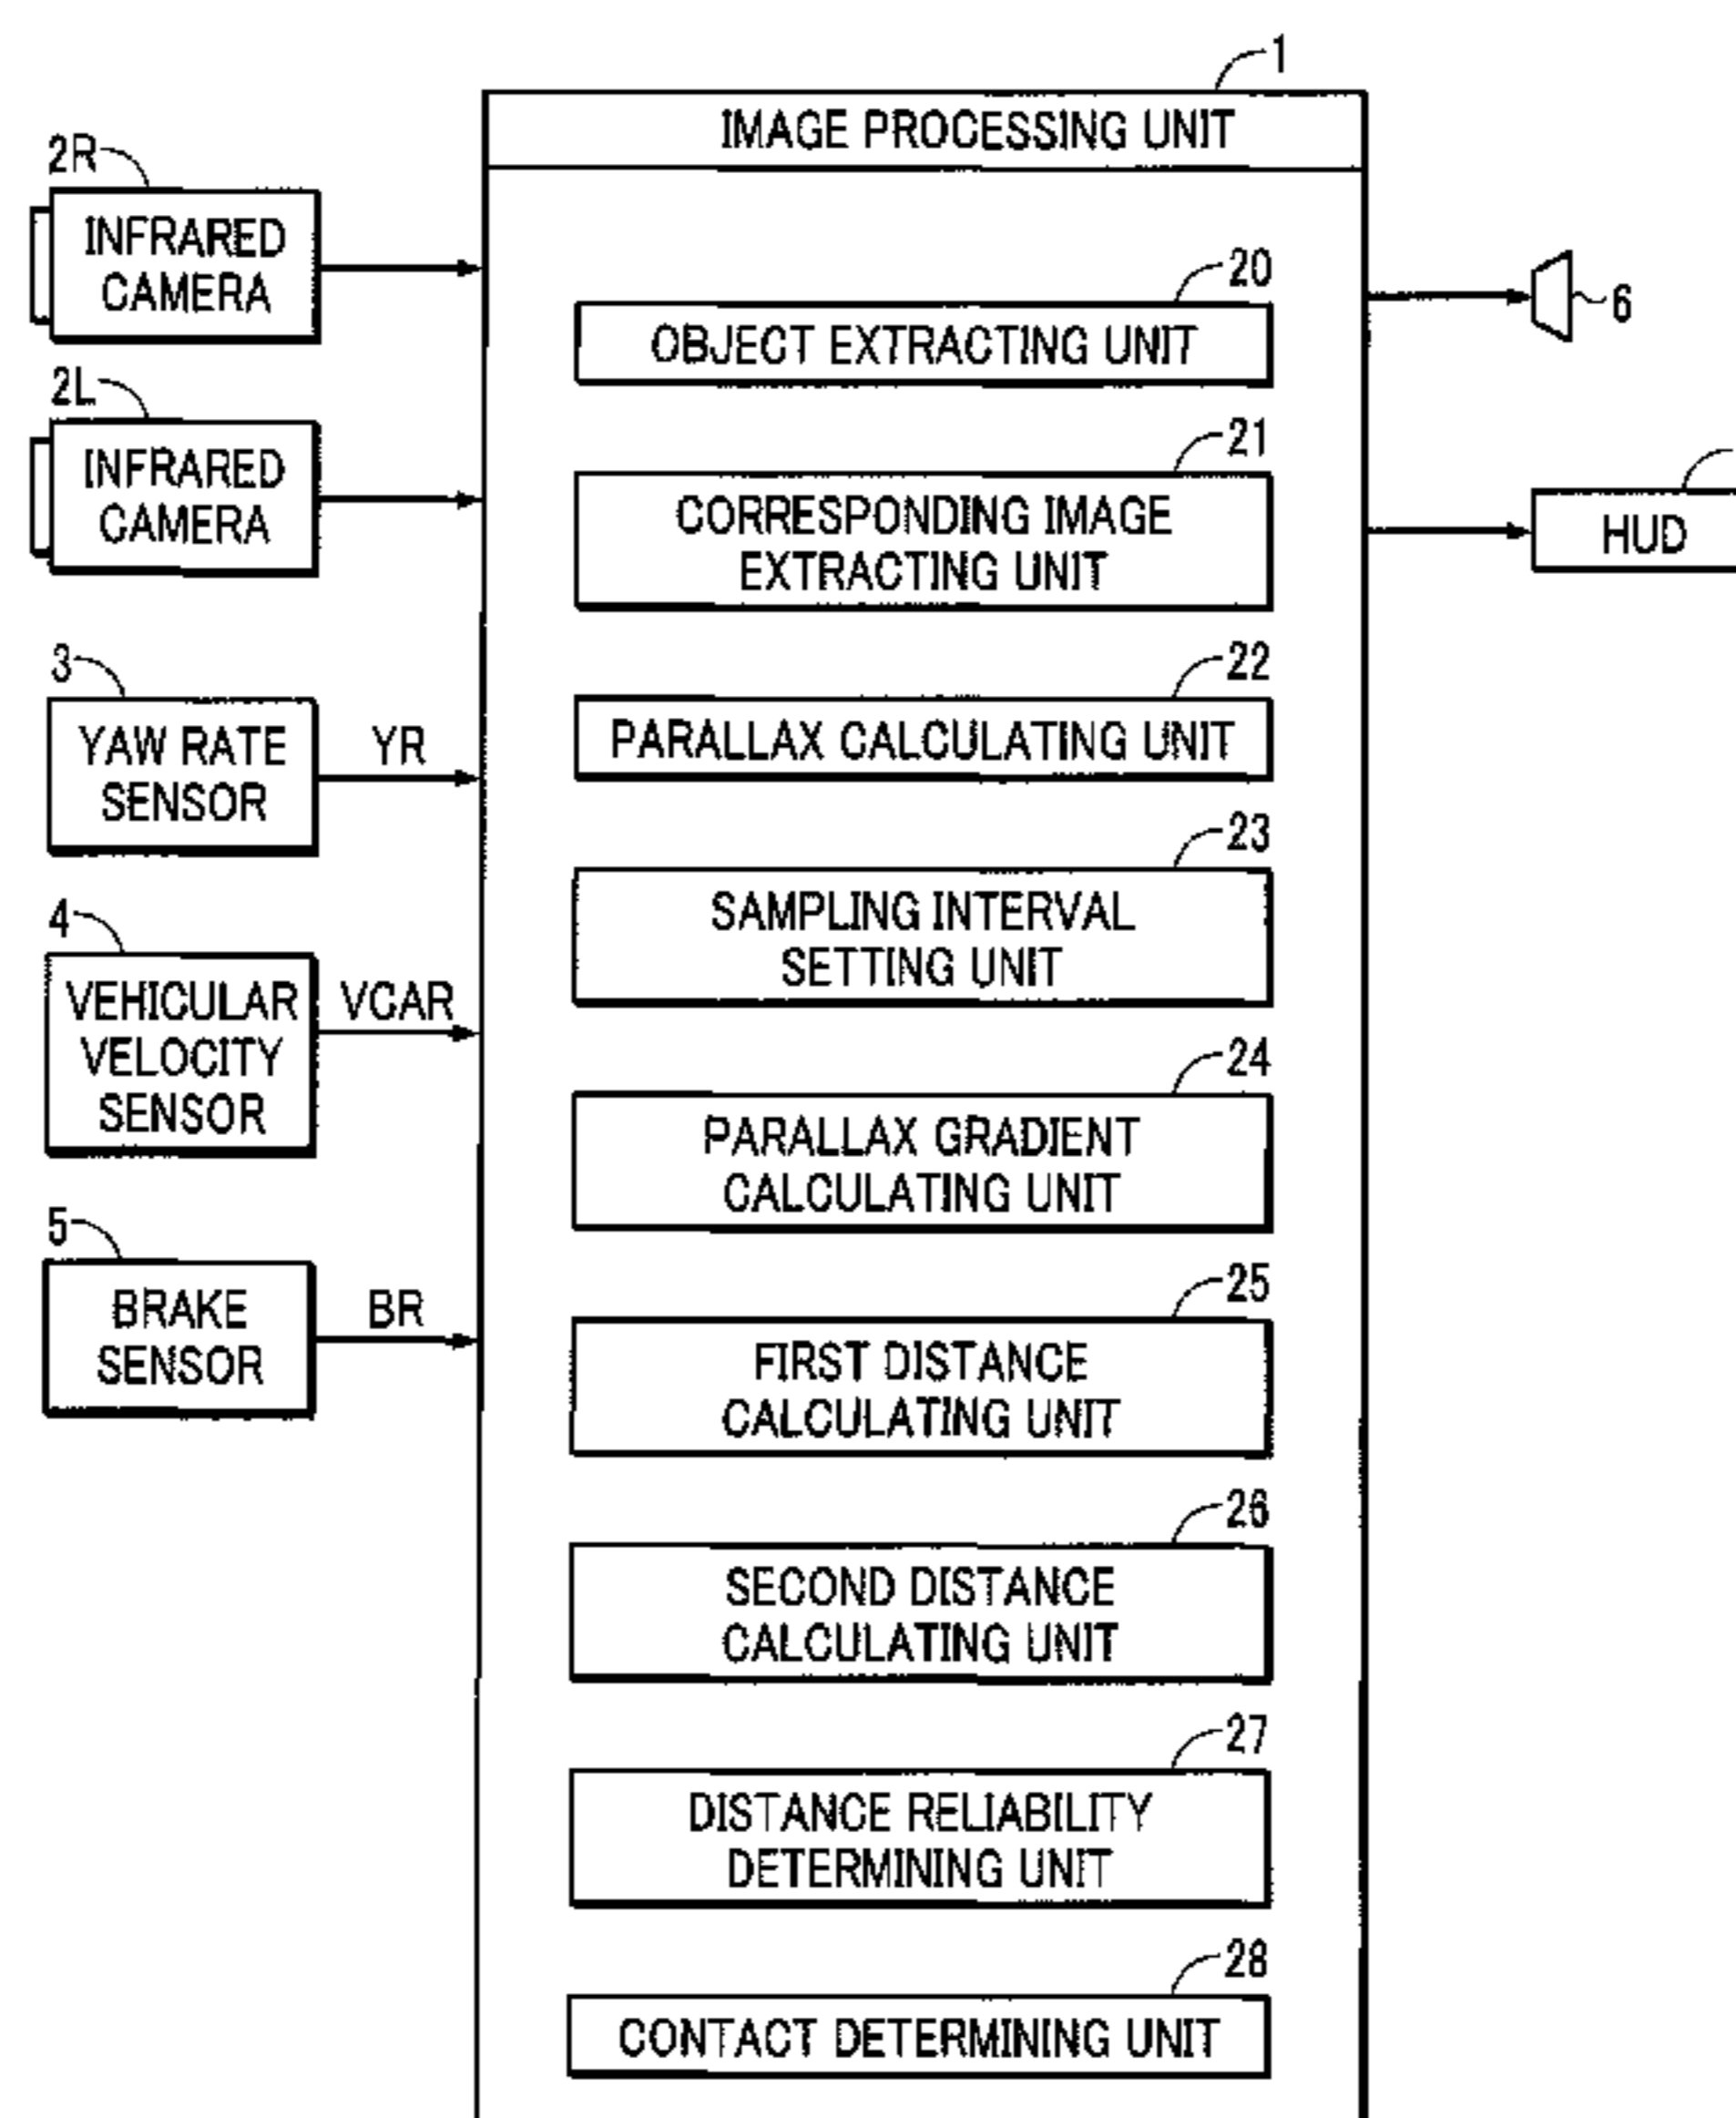 1
IMAGE PROCESSING UNIT
2R
INFRARED
CAMERA
2L
INFRARED
CAMERA
3
YAW RATE
SENSOR
YR
4
VEHICULAR
VELOCITY
SENSOR
VCAR
5
BRAKE
SENSOR
BR
20
OBJECT EXTRACTING UNIT
21
CORRESPONDING IMAGE
EXTRACTING UNIT
22
PARALLAX CALCULATING UNIT
23
SAMPLING INTERVAL
SETTING UNIT
24
PARALLAX GRADIENT
CALCULATING UNIT
25
FIRST DISTANCE
CALCULATING UNIT
26
SECOND DISTANCE
CALCULATING UNIT
27
DISTANCE RELIABILITY
DETERMINING UNIT
28
CONTACT DETERMINING UNIT
6
HUD